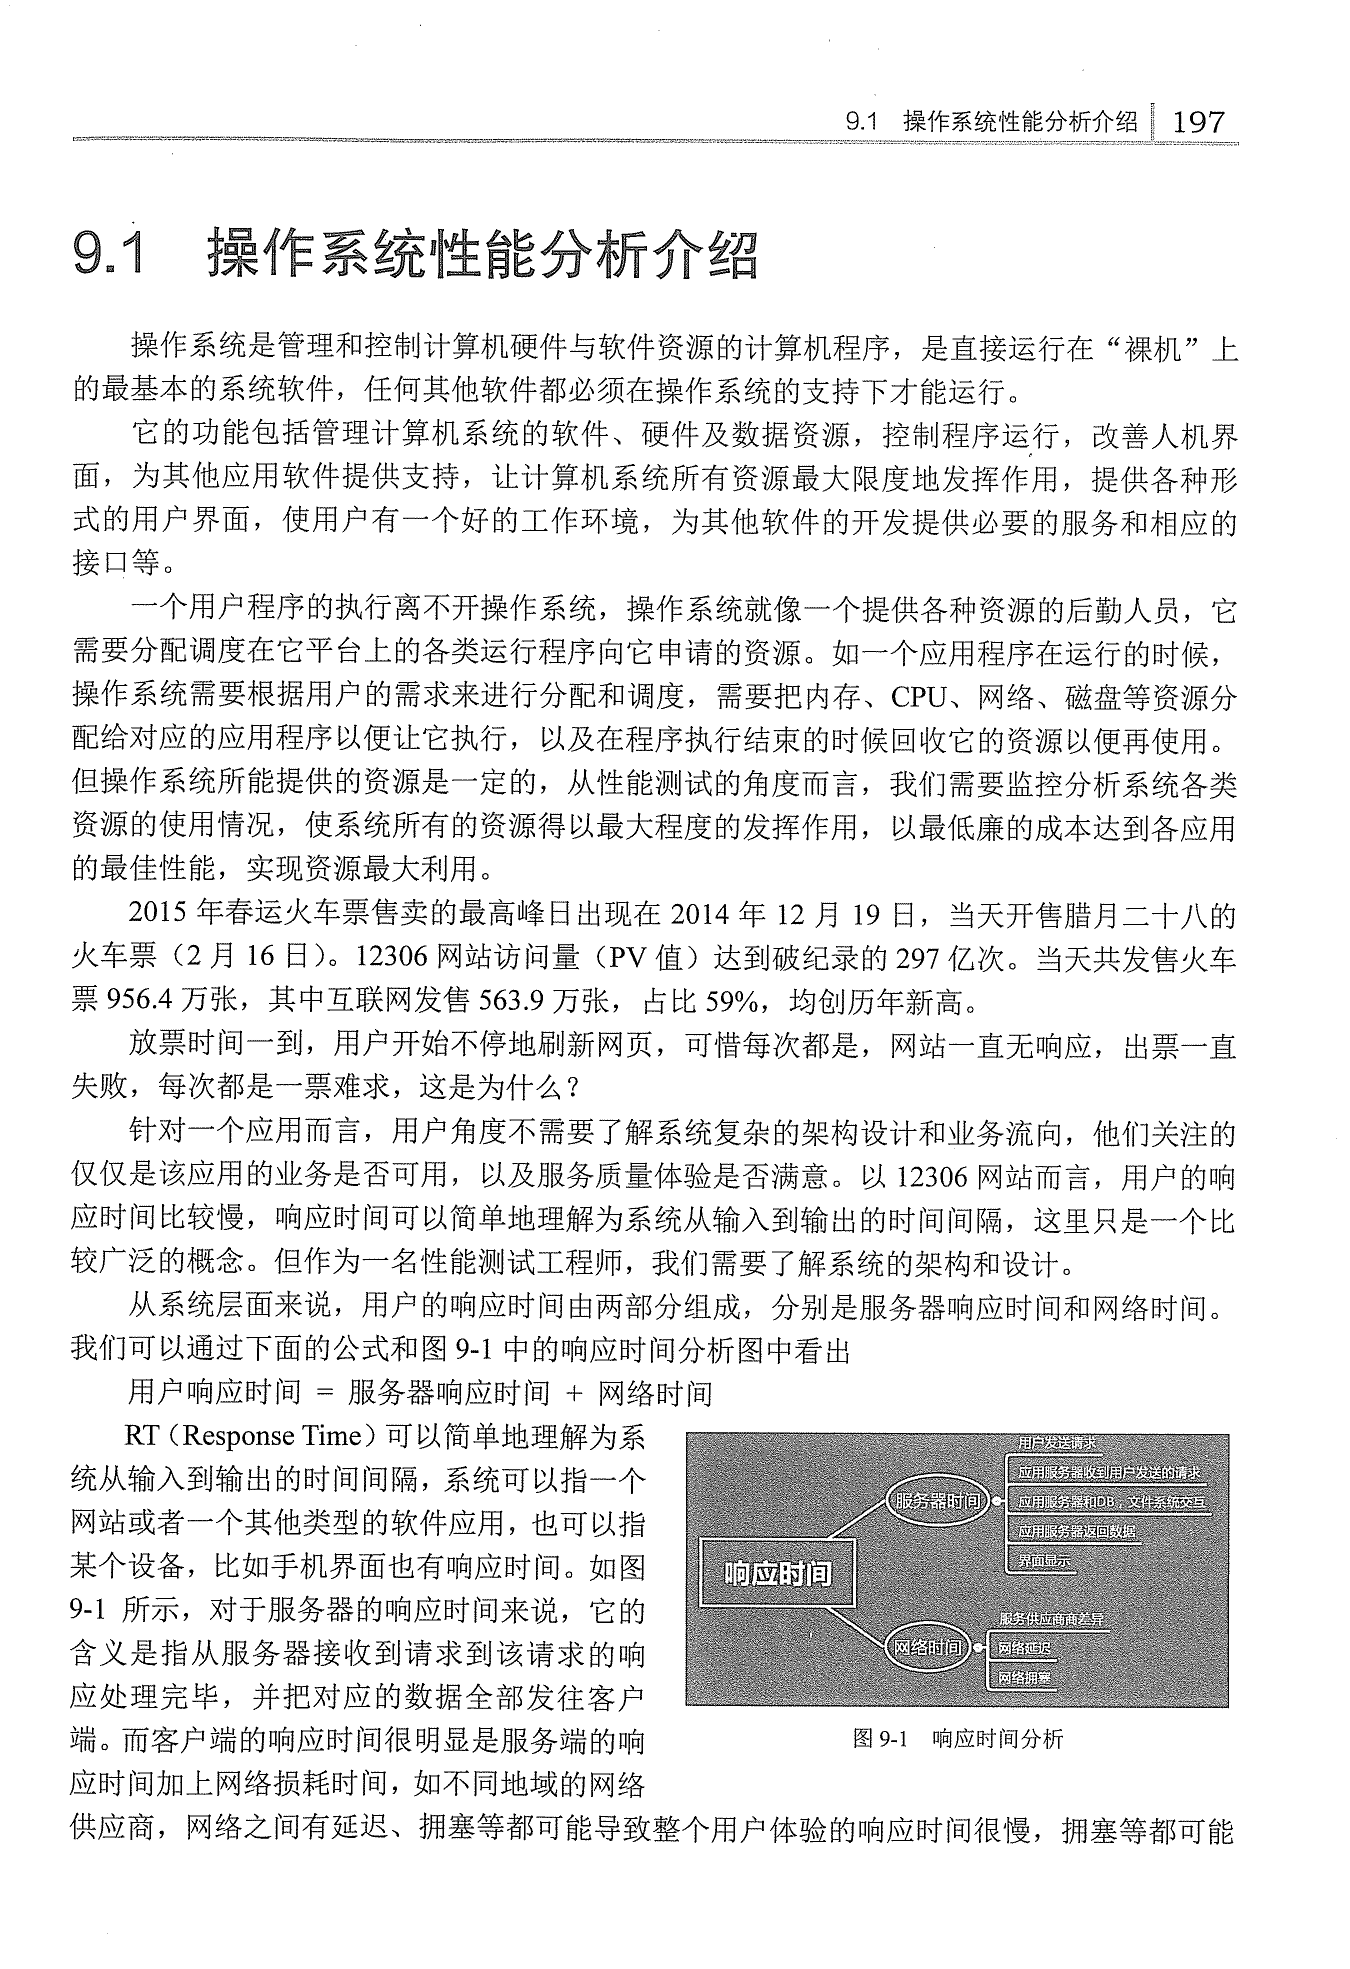 9.1 操作系统性能分析介绍 197
9.1 操作系统性能分析介绍
操作系统是管理和控制计算机硬件与软件资源的计算机程序，是直接运行在“裸机”上
的最基本的系统软件，任何其他软件都必须在操作系统的支持下才能运行。
它的功能包括管理计算机系统的软件、硬件及数据资源，控制程序运行，改善人机界
面，为其他应用软件提供支持，让计算机系统所有资源最大限度地发挥作用，提供各种形
式的用户界面，使用户有一个好的工作环境，为其他软件的开发提供必要的服务和相应的
接口等。
一个用户程序的执行离不开操作系统，操作系统就像一个提供各种资源的后勤人员，它
需要分配调度在它平台上的各类运行程序向它申请的资源。如一个应用程序在运行的时候，
操作系统需要根据用户的需求来进行分配和调度，需要把内存、CPU、网络、磁盘等资源分
配给对应的应用程序以便让它执行，以及在程序执行结束的时候回收它的资源以便再使用。
但操作系统所能提供的资源是一定的，从性能测试的角度而言，我们需要监控分析系统各类
资源的使用情况，使系统所有的资源得以最大程度的发挥作用，以最低廉的成本达到各应用
的最佳性能，实现资源最大利用。
2015 年春运火车票售卖的最高峰日出现在 2014 年 12 月 19 日，当天开售腊月二十八的
火车票（2 月 16 日）。12306 网站访问量（PV 值）达到破纪录的 297 亿次。当天共发售火车
票 956.4 万张，其中互联网发售 563.9 万张，占比 59%，均创历年新高。
放票时间一到，用户开始不停地刷新网页，可惜每次都是，网站一直无响应，出票一直
失败，每次都是一票难求，这是为什么？
针对一个应用而言，用户角度不需要了解系统复杂的架构设计和业务流向，他们关注的
仅仅是该应用的业务是否可用，以及服务质量体验是否满意。以 12306 网站而言，用户的响
应时间比较慢，响应时间可以简单地理解为系统从输入到输出的时间间隔，这里只是一个比
较广泛的概念。但作为一名性能测试工程师，我们需要了解系统的架构和设计。
从系统层面来说，用户的响应时间由两部分组成，分别是服务器响应时间和网络时间。
我们可以通过下面的公式和图 9-1 中的响应时间分析图中看出
用户响应时间 = 服务器响应时间 + 网络时间
RT（Response Time）可以简单地理解为系
统从输入到输出的时间间隔，系统可以指一个
网站或者一个其他类型的软件应用，也可以指
某个设备，比如手机界面也有响应时间。如图
9-1 所示，对于服务器的响应时间来说，它的
含义是指从服务器接收到请求到该请求的响
应处理完毕，并把对应的数据全部发往客户
端。而客户端的响应时间很明显是服务端的响
应时间加上网络损耗时间，如不同地域的网络
供应商，网络之间有延迟、拥塞等都可能导致整个用户体验的响应时间很慢，拥塞等都可能
响应时间
服务器时间
用户发送请求
应用服务器收到用户发送的请求
应用服务器和DB，文件系统交互
应用服务器返回数据
界面显示
网络时间
服务供应商商差异
网络延迟
网络拥塞
图 9-1 响应时间分析